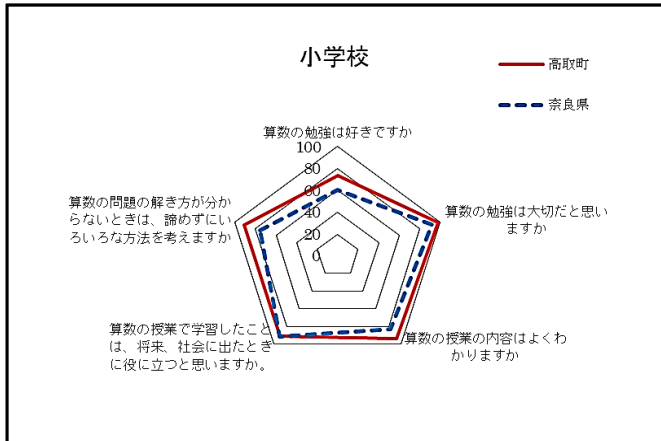 小学校
高取町
奈良県
算数の勉強は好きですか
100
80
60
40
20
0
算数の勉強は大切だと思い
ますか
算数の授業の内容はよくわ
かりますか
算数の授業で学習したこと
は、将来、社会に出たとき
に役に立つと思いますか。
算数の問題の解き方が分か
らないときは、諦めずにい
ろいろな方法を考えますか